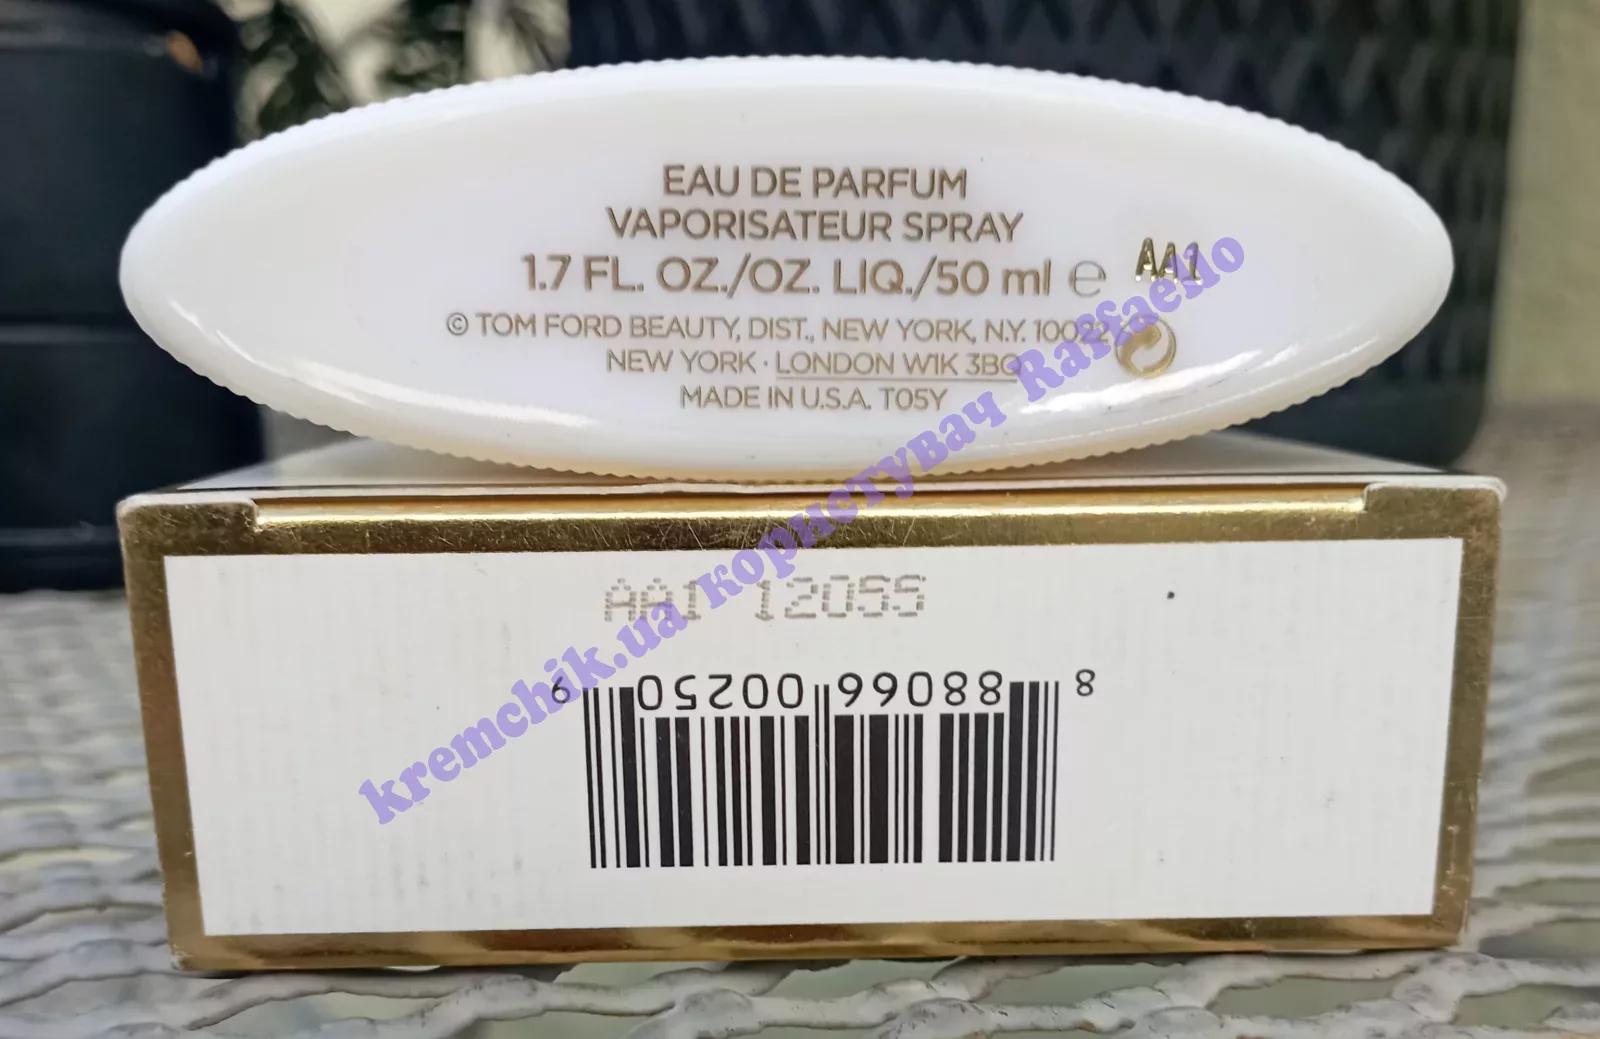 EAU DE PARFUM
VAPORISATEUR SPRAY
1.7 FL. OZ./OZ. LIQ./50 ml ℮ AA1
© TOM FORD BEAUTY, DIST., NEW YORK, N.Y. 10022
NEW YORK · LONDON W1K 3BQ
MADE IN U.S.A. T05Y
AA1 12055
8 88066 00250 9
kremchik.ua користувач Raffaello